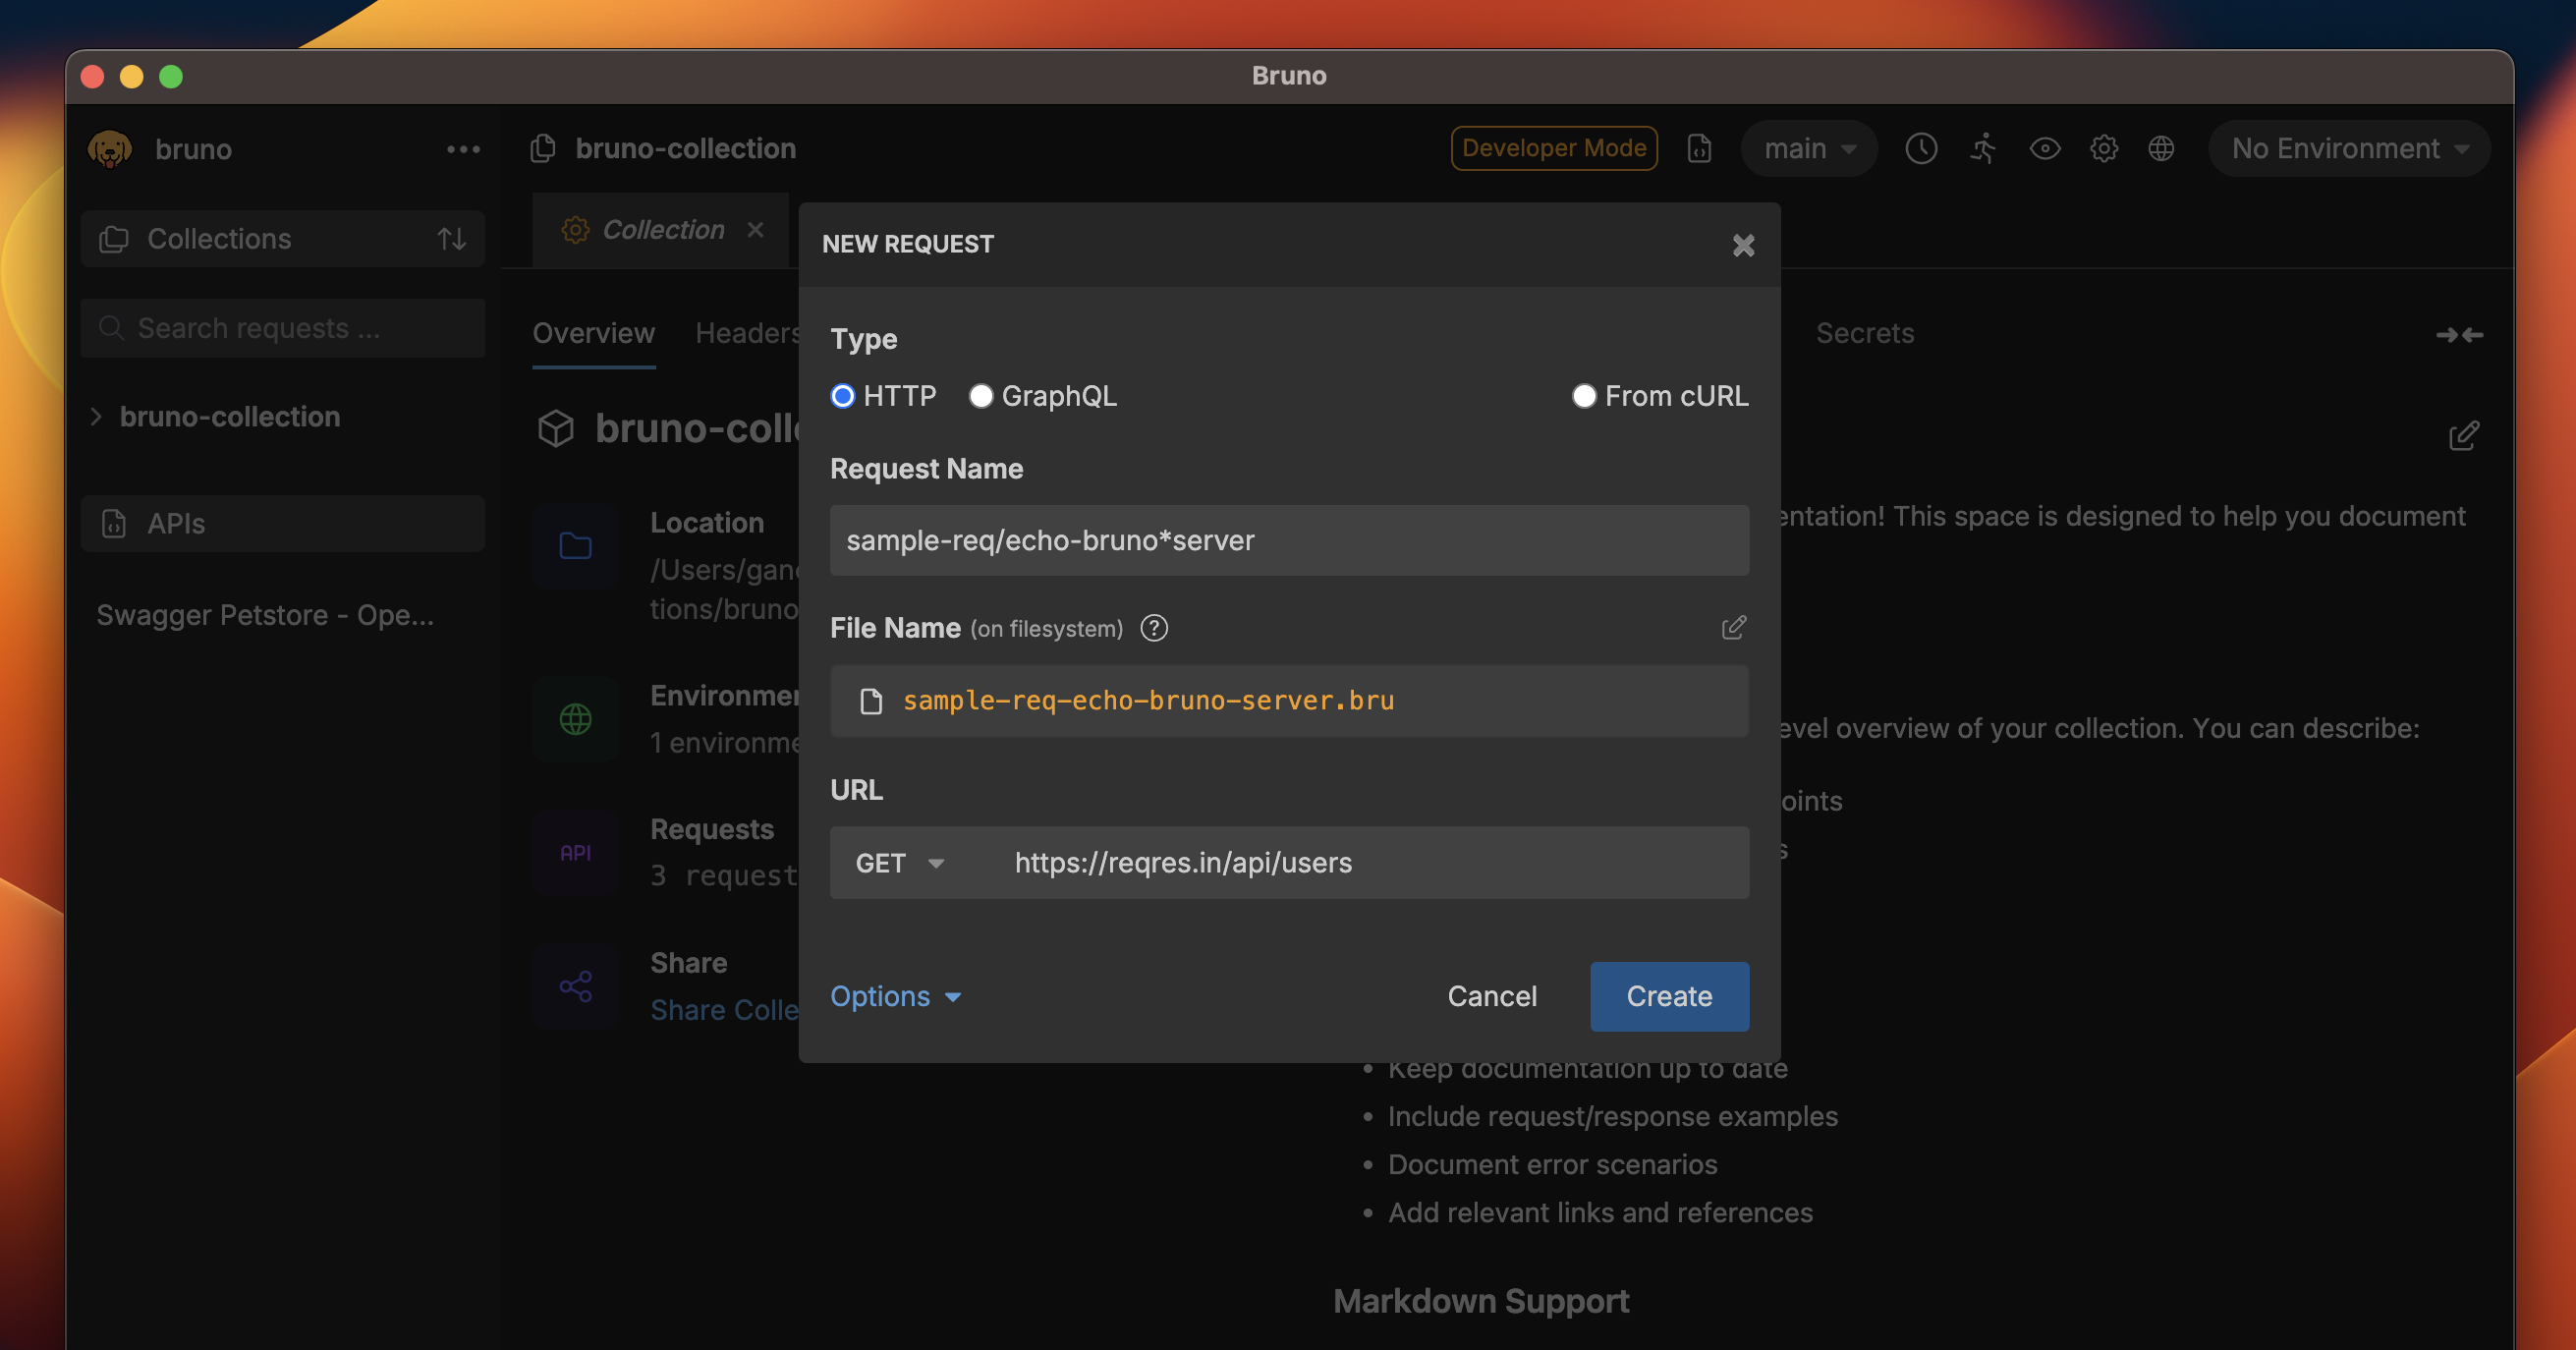 Bruno
bruno
bruno-collection
Developer Mode
main
No Environment
Collections
Collection
NEW REQUEST
Search requests ...
Overview
Headers
Secrets
Type
HTTP
GraphQL
From cURL
bruno-collection
bruno-coll
Request Name
Location
sample-req/echo-bruno*server
entation! This space is designed to help you document
APIs
/Users/gan
tions/bruno
Swagger Petstore - Ope...
File Name (on filesystem)
Environme
sample-req-echo-bruno-server.bru
1 environme
evel overview of your collection. You can describe:
URL
oints
Requests
API
3 request
GET
https://reqres.in/api/users
s
Share
Share Colle
Options
Cancel
Create
• Keep documentation up to date
• Include request/response examples
• Document error scenarios
• Add relevant links and references
Markdown Support